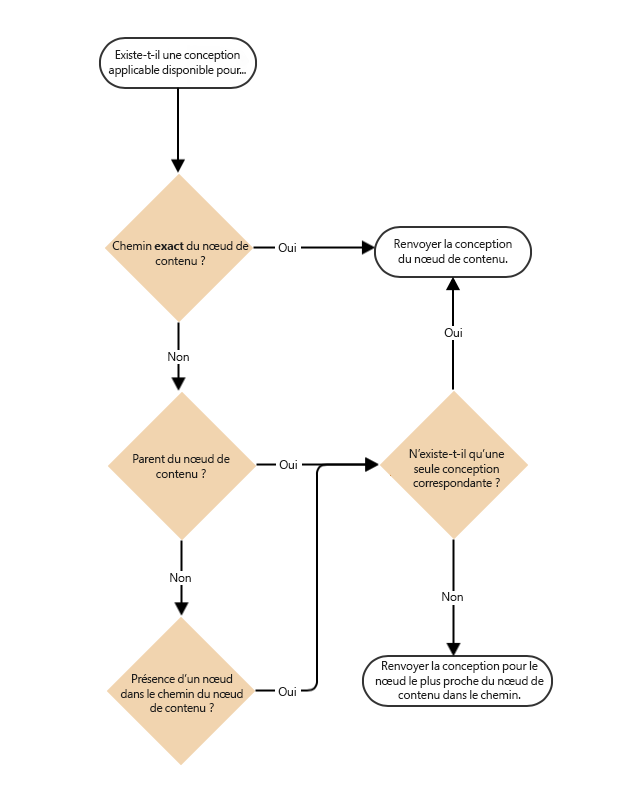 Existe-t-il une conception
applicable disponible pour...
Chemin exact du nœud de
contenu ?
Oui
Renvoyer la conception
du nœud de contenu.
Non
Oui
Parent du nœud de
contenu ?
Oui
N'existe-t-il qu'une
seule conception
correspondante ?
Non
Non
Présence d'un nœud
dans le chemin du nœud
de contenu ?
Oui
Renvoyer la conception pour le
nœud le plus proche du nœud de
contenu dans le chemin.